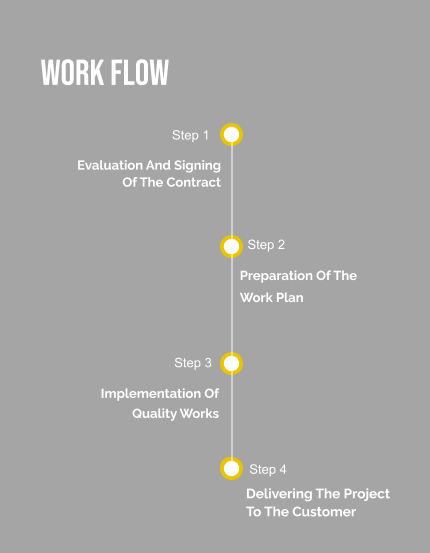 WORK FLOW
Step 1
Evaluation And Signing
Of The Contract
Step 2
Preparation Of The
Work Plan
Step 3
Implementation Of
Quality Works
Step 4
Delivering The Project
To The Customer